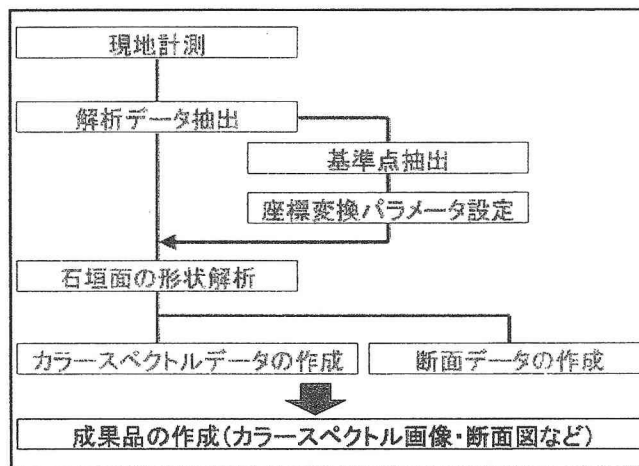 現地計測
解析データ抽出
基準点抽出
座標変換パラメータ設定
石垣面の形状解析
カラースペクトルデータの作成
断面データの作成
成果品の作成(カラースペクトル画像・断面図など)